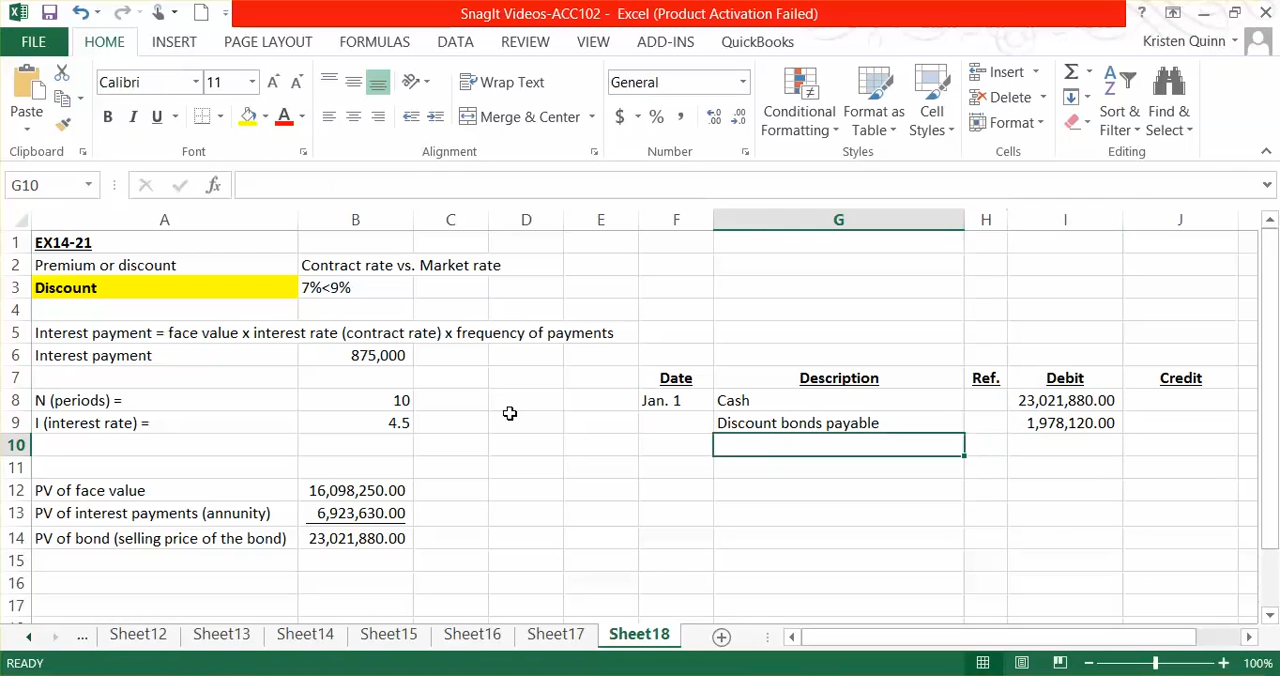 SnagIt Videos-ACC102 - Excel (Product Activation Failed)
?
FILE HOME INSERT PAGE LAYOUT FORMULAS DATA REVIEW VIEW ADD-INS QuickBooks Kristen Quinn
Paste
Calibri 11
B I U A
Wrap Text
Merge & Center
General
$ % ,
Conditional Formatting
Format as Table
Cell Styles
Insert
Delete
Format
Sort & Filter
Find & Select
Clipboard Font Alignment Number Styles Cells Editing
G10 fx
A B C D E F G H I J
1 EX14-21
2 Premium or discount Contract rate vs. Market rate
3 Discount 7%<9%
4
5 Interest payment = face value x interest rate (contract rate) x frequency of payments
6 Interest payment 875,000
7 Date Description Ref. Debit Credit
8 N (periods) = 10 Jan. 1 Cash 23,021,880.00
9 I (interest rate) = 4.5 Discount bonds payable 1,978,120.00
10
11
12 PV of face value 16,098,250.00
13 PV of interest payments (annunity) 6,923,630.00
14 PV of bond (selling price of the bond) 23,021,880.00
15
16
17
... Sheet12 Sheet13 Sheet14 Sheet15 Sheet16 Sheet17 Sheet18
READY 100%